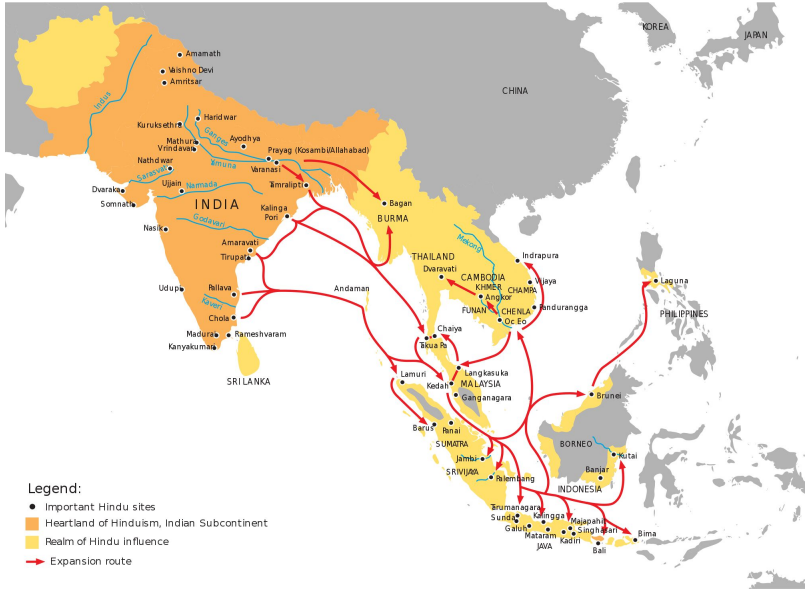 KOREA
JAPAN
Amarnath
Vaishno Devi
Amritsar
CHINA
Indus
Haridwar
Kuruksethra
Ganges
Ayodhya
Mathura
Vrindavan
Prayag (Kosambi/Allahabad)
Yamuna
Varanasi
Nathdwar
Sarasvati
Tamralipti
Dvaraka
Ujjain
Narmada
Somnath
INDIA
Kalinga
Pori
Bagan
BURMA
Godavari
Nasik
Mekong
Amaravati
Tirupati
THAILAND
Dvaravati
Indrapura
CAMBODIA
KHMER
Angkor
Vijaya
CHAMPA
Laguna
Udupi
Pallava
Kaveri
Andaman
FUNAN
CHENLA
Oc Eo
Pandurangga
PHILIPPINES
Chola
Madurai
Rameshvaram
Kanyakumari
Chaiya
Takua Pa
SRI LANKA
Lamuri
Langkasuka
Kedah
MALAYSIA
Ganganagara
Brunei
Barus
Panai
SUMATRA
BORNEO
Jambi
SRIVIJAYA
Palembang
Kutai
Banjar
INDONESIA
Legend:
Important Hindu sites
Heartland of Hinduism, Indian Subcontinent
Realm of Hindu influence
Expansion route
Tarumanagara
Sunda
Galuh
Kalingga
Mataram
JAVA
Majapahit
Singhasari
Kadiri
Bali
Bima